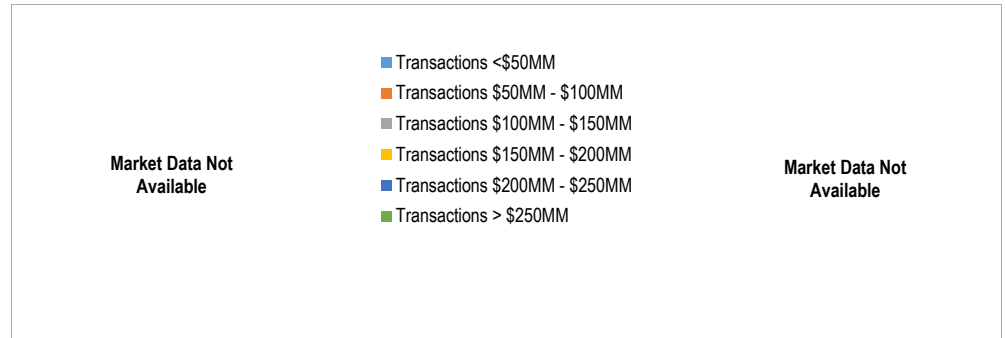 Market Data Not
Available
Transactions <$50MM
Transactions $50MM - $100MM
Transactions $100MM - $150MM
Transactions $150MM - $200MM
Transactions $200MM - $250MM
Transactions > $250MM
Market Data Not
Available